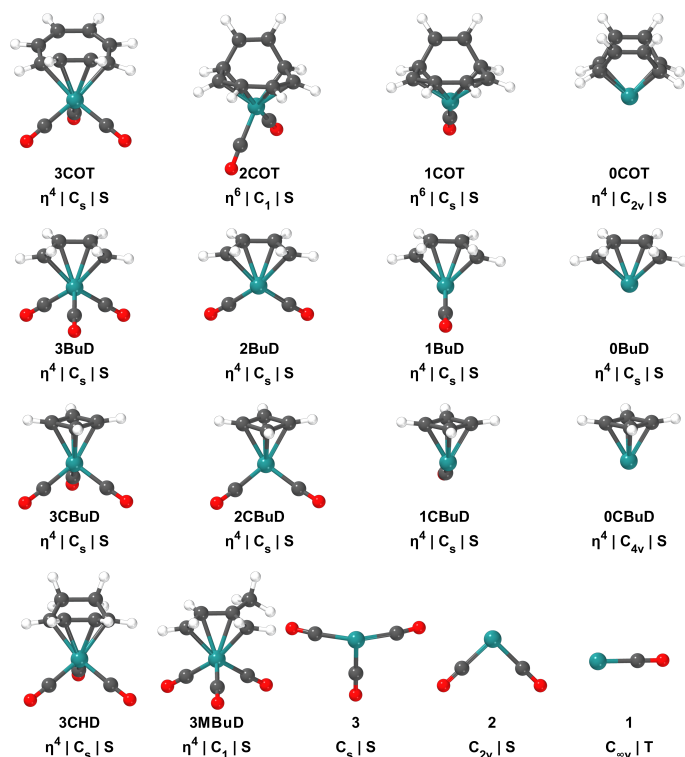 3COT 2COT 1COT 0COT
η⁴ | Cₛ | S η⁶ | C₁ | S η⁶ | Cₛ | S η⁴ | C₂ᵥ | S
3BuD 2BuD 1BuD 0BuD
η⁴ | Cₛ | S η⁴ | Cₛ | S η⁴ | Cₛ | S η⁴ | Cₛ | S
3CBuD 2CBuD 1CBuD 0CBuD
η⁴ | Cₛ | S η⁴ | Cₛ | S η⁴ | Cₛ | S η⁴ | C₄ᵥ | S
3CHD 3MBuD 3 2 1
η⁴ | Cₛ | S η⁴ | C₁ | S Cₛ | S C₂ᵥ | S C∞ᵥ | T